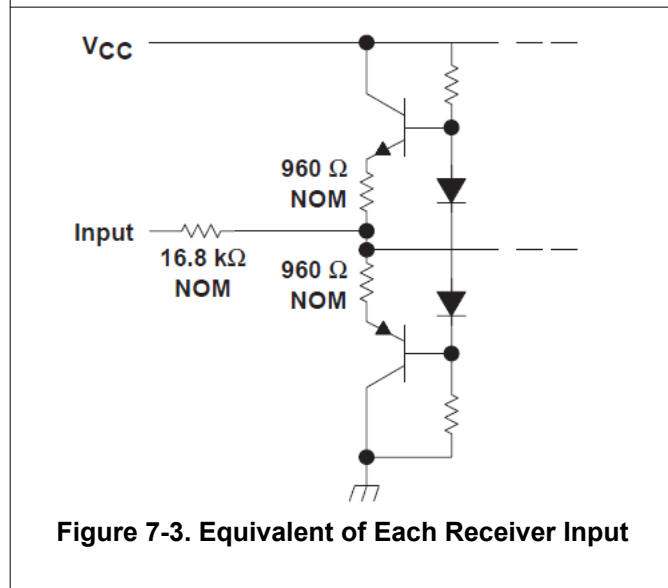 VCC
960 Ω
NOM
Input
16.8 kΩ
NOM
960 Ω
NOM
Figure 7-3. Equivalent of Each Receiver Input